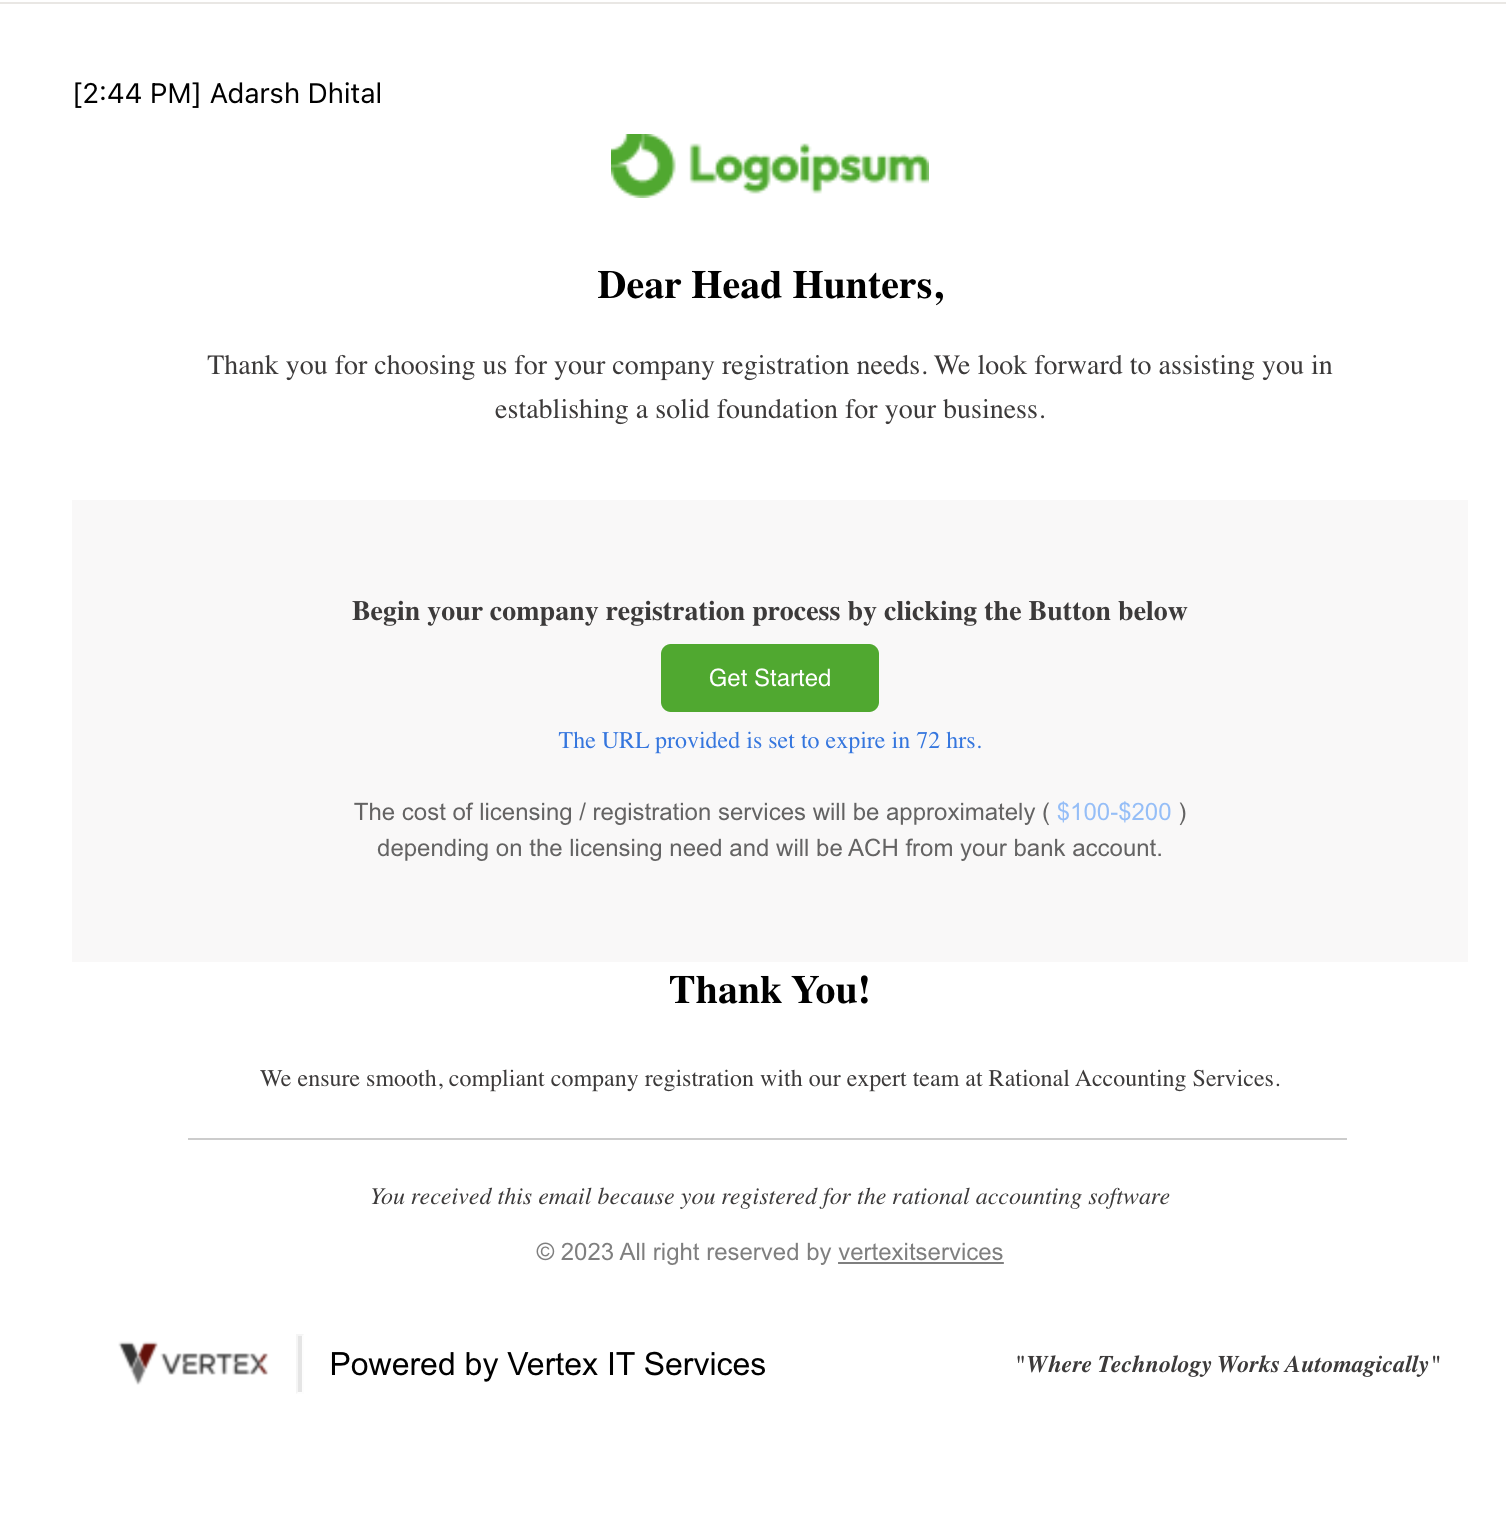 [2:44 PM] Adarsh Dhital
Logoipsum
Dear Head Hunters,
Thank you for choosing us for your company registration needs. We look forward to assisting you in
establishing a solid foundation for your business.
Begin your company registration process by clicking the Button below
Get Started
The URL provided is set to expire in 72 hrs.
The cost of licensing / registration services will be approximately ( $100-$200 )
depending on the licensing need and will be ACH from your bank account.
Thank You!
We ensure smooth, compliant company registration with our expert team at Rational Accounting Services.
You received this email because you registered for the rational accounting software
© 2023 All right reserved by vertexitservices
VERTEX
Powered by Vertex IT Services
"Where Technology Works Automagically"